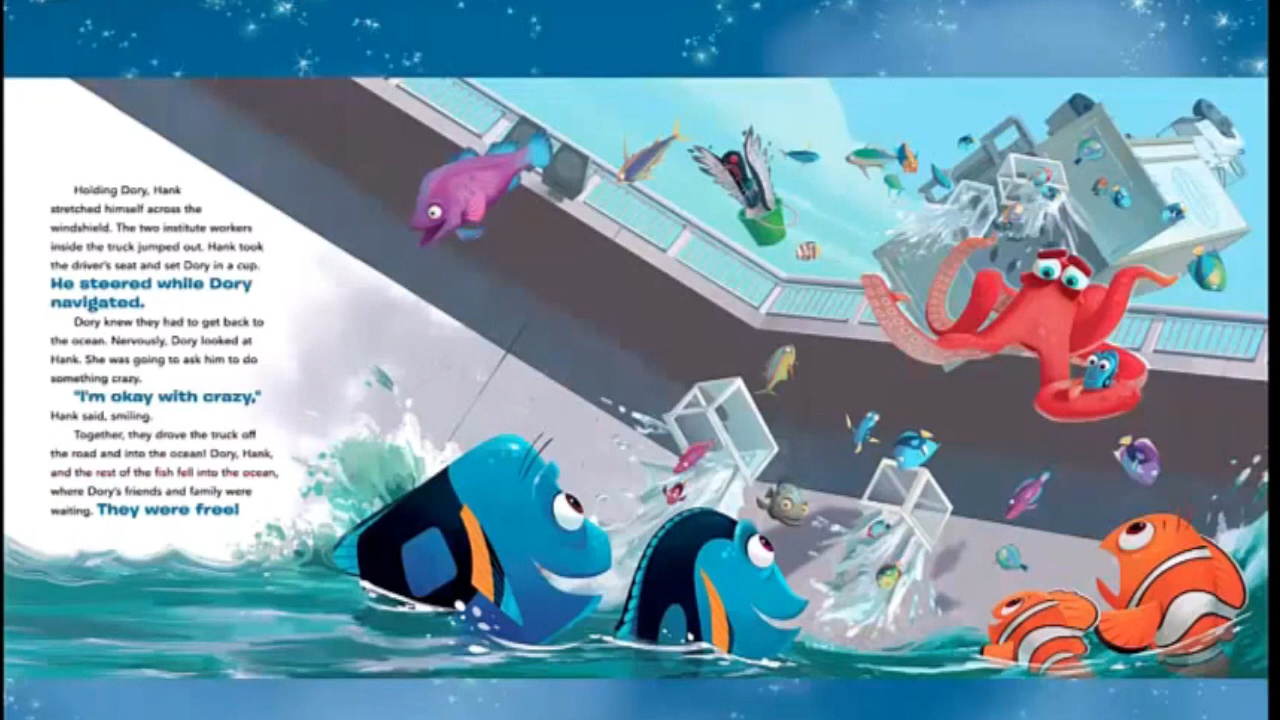 Holding Dory, Hank
stretched himself across the
windshield. The two institute workers
inside the truck jumped out. Hank took
the driver's seat and set Dory in a cup.
He steered while Dory
navigated.
Dory knew they had to get back to
the ocean. Nervously, Dory looked at
Hank. She was going to ask him to do
something crazy.
"I'm okay with crazy,"
Hank said, smiling.
Together, they drove the truck off
the road and into the ocean! Dory, Hank,
and the rest of the fish fell into the ocean,
where Dory's friends and family were
waiting. They were free!